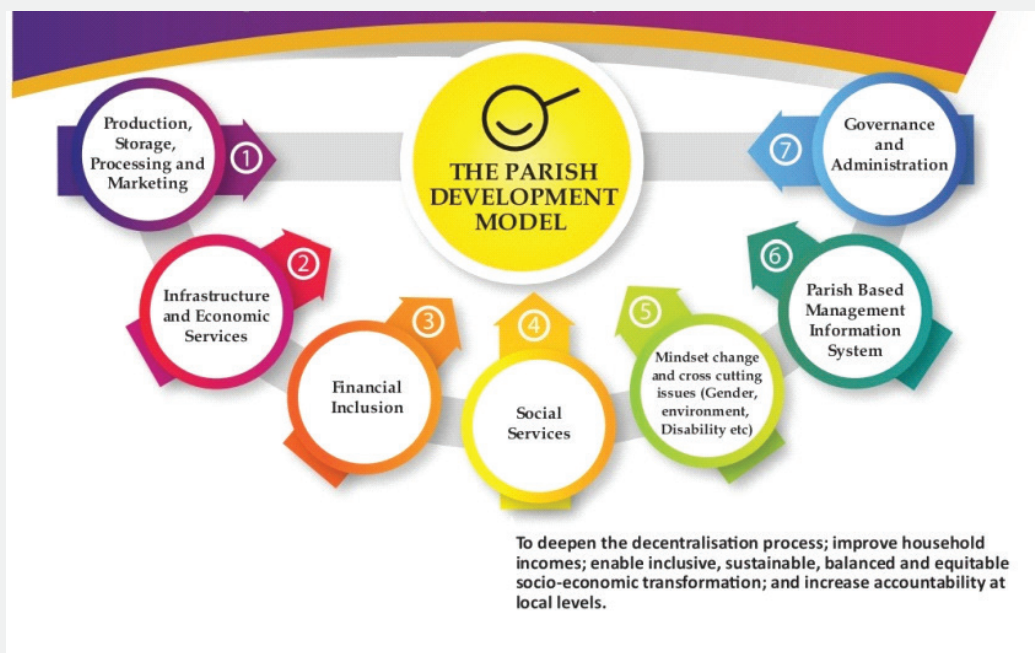 THE PARISH
DEVELOPMENT
MODEL
Production,
Storage,
Processing and
Marketing
1
Infrastructure
and Economic
Services
2
Financial
Inclusion
3
Social
Services
4
Mindset change
and cross cutting
issues (Gender,
environment,
Disability etc)
5
Parish Based
Management
Information
System
6
Governance
and
Administration
7
To deepen the decentralisation process; improve household
incomes; enable inclusive, sustainable, balanced and equitable
socio-economic transformation; and increase accountability at
local levels.